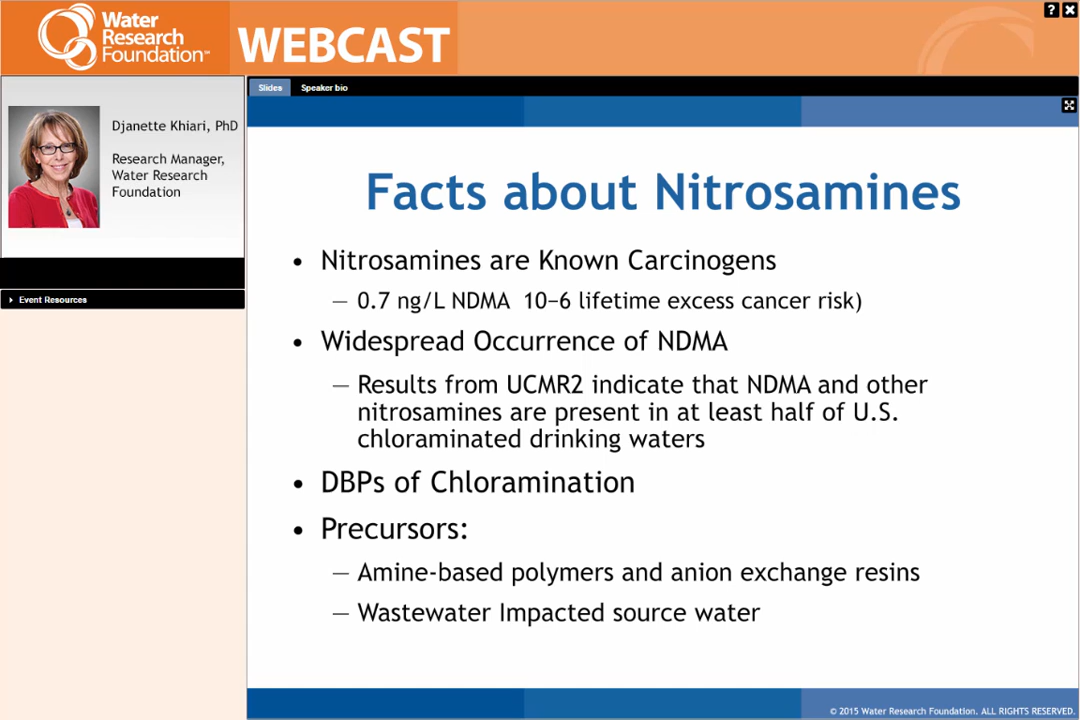 Water
Research
Foundation℠
WEBCAST
? X
Slides Speaker bio
Djanette Khiari, PhD
Research Manager,
Water Research
Foundation
Event Resources
Facts about Nitrosamines
• Nitrosamines are Known Carcinogens
— 0.7 ng/L NDMA 10−6 lifetime excess cancer risk)
• Widespread Occurrence of NDMA
— Results from UCMR2 indicate that NDMA and other
nitrosamines are present in at least half of U.S.
chloraminated drinking waters
• DBPs of Chloramination
• Precursors:
— Amine-based polymers and anion exchange resins
— Wastewater Impacted source water
© 2015 Water Research Foundation. ALL RIGHTS RESERVED.